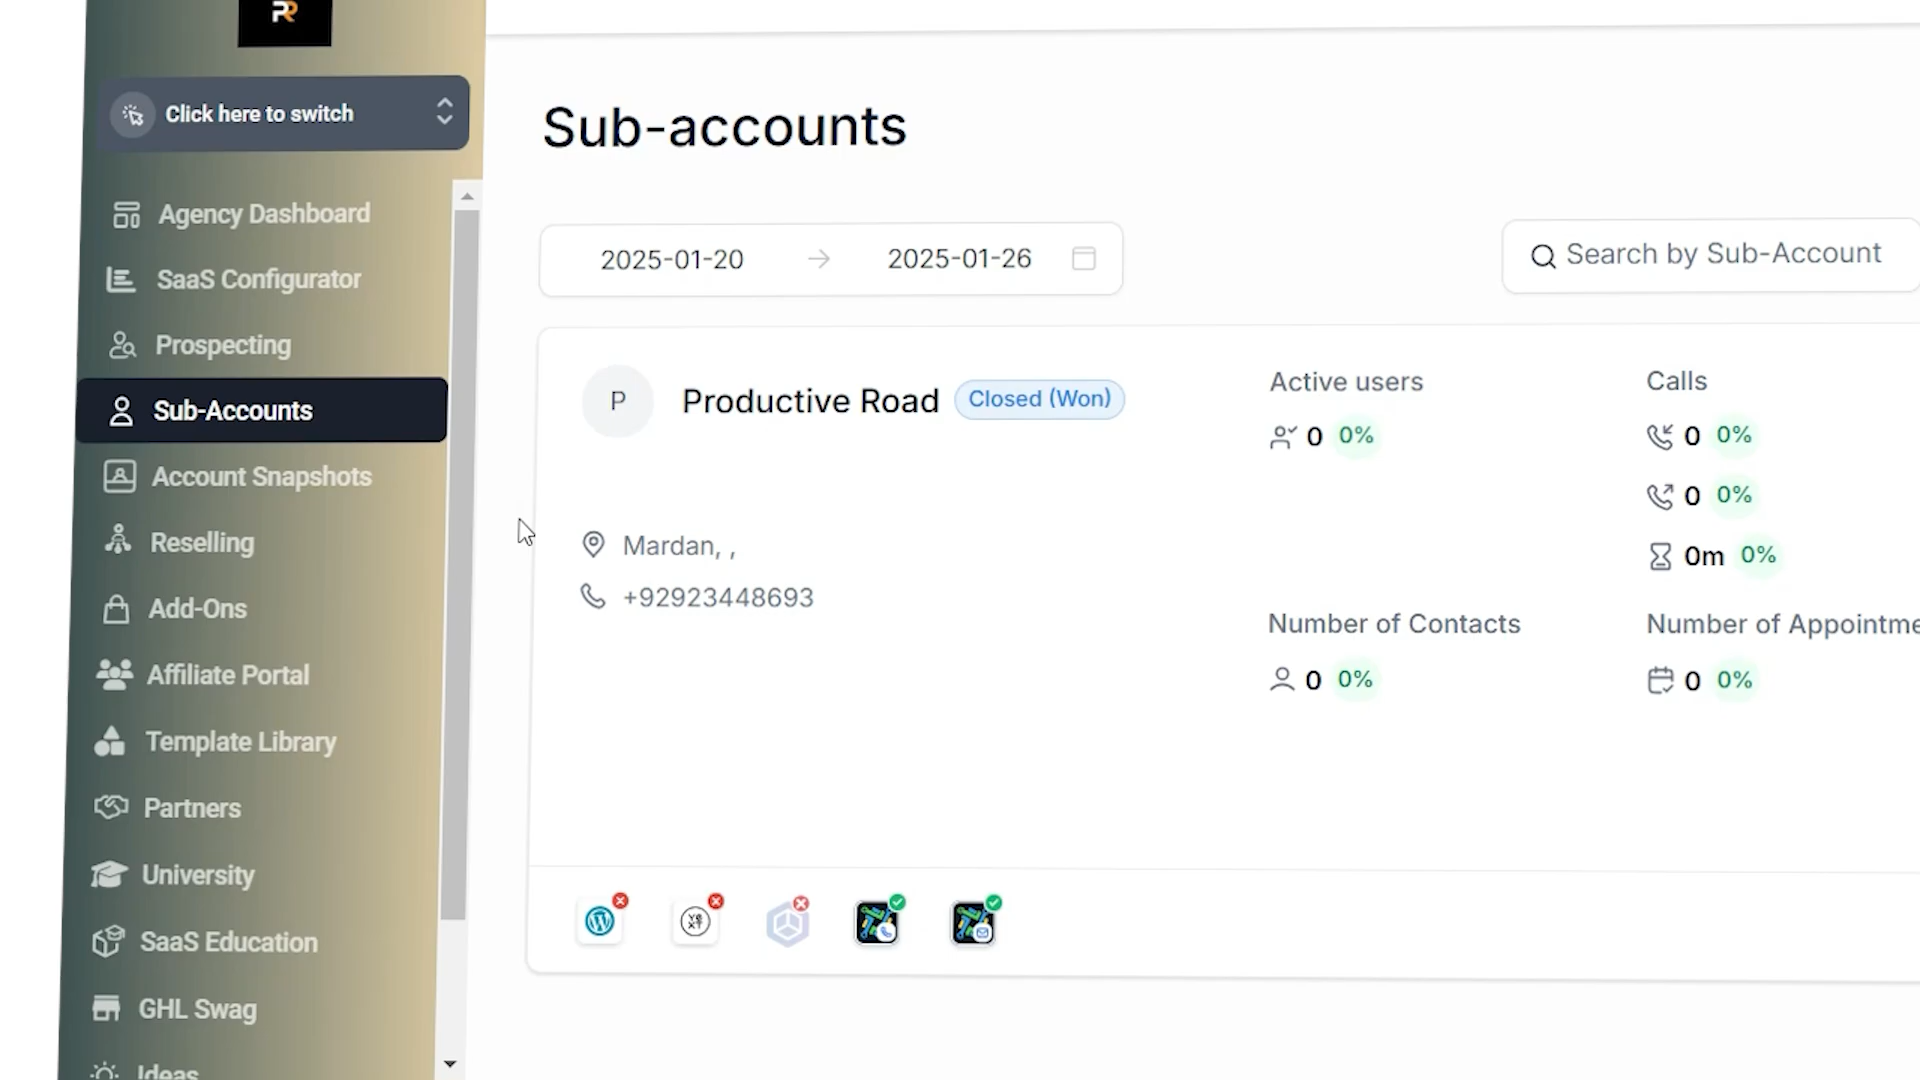 Click here to switch
Agency Dashboard
SaaS Configurator
Prospecting
Sub-Accounts
Account Snapshots
Reselling
Add-Ons
Affiliate Portal
Template Library
Partners
University
SaaS Education
GHL Swag
Ideas
Sub-accounts
2025-01-20 → 2025-01-26
Search by Sub-Account
P
Productive Road
Closed (Won)
Mardan, ,
+92923448693
Active users
0 0%
Calls
0 0%
0 0%
0m 0%
Number of Contacts
0 0%
Number of Appointme
0 0%